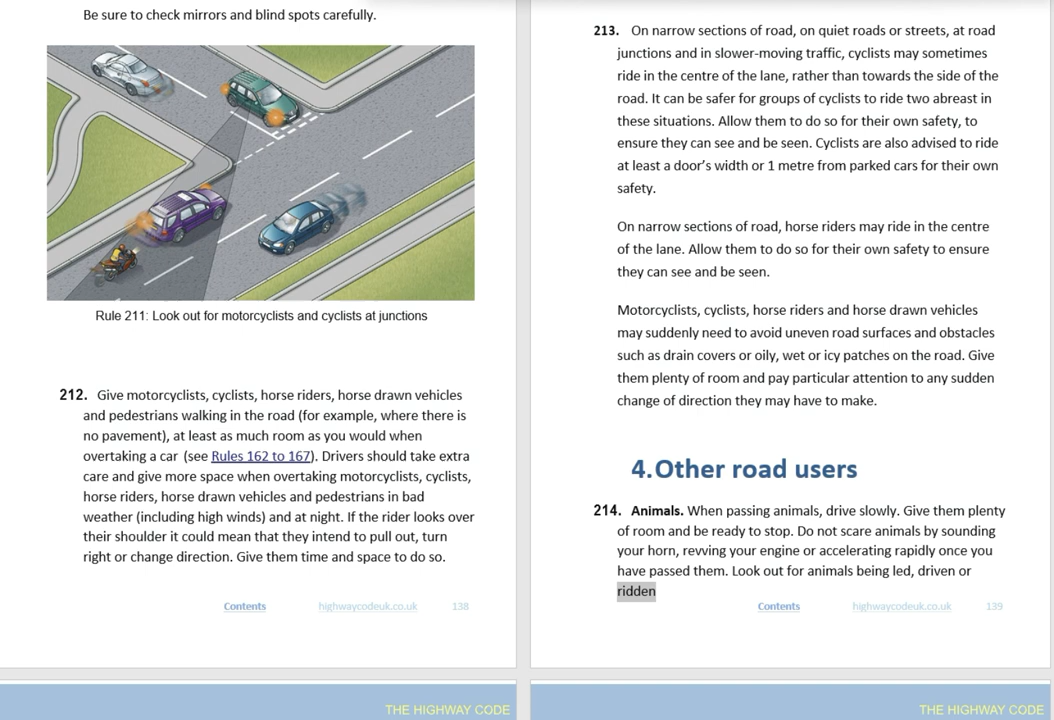 Be sure to check mirrors and blind spots carefully.
Rule 211: Look out for motorcyclists and cyclists at junctions
212. Give motorcyclists, cyclists, horse riders, horse drawn vehicles
and pedestrians walking in the road (for example, where there is
no pavement), at least as much room as you would when
overtaking a car (see Rules 162 to 167). Drivers should take extra
care and give more space when overtaking motorcyclists, cyclists,
horse riders, horse drawn vehicles and pedestrians in bad
weather (including high winds) and at night. If the rider looks over
their shoulder it could mean that they intend to pull out, turn
right or change direction. Give them time and space to do so.
Contents highwaycodeuk.co.uk 138
213. On narrow sections of road, on quiet roads or streets, at road
junctions and in slower-moving traffic, cyclists may sometimes
ride in the centre of the lane, rather than towards the side of the
road. It can be safer for groups of cyclists to ride two abreast in
these situations. Allow them to do so for their own safety, to
ensure they can see and be seen. Cyclists are also advised to ride
at least a door's width or 1 metre from parked cars for their own
safety.
On narrow sections of road, horse riders may ride in the centre
of the lane. Allow them to do so for their own safety to ensure
they can see and be seen.
Motorcyclists, cyclists, horse riders and horse drawn vehicles
may suddenly need to avoid uneven road surfaces and obstacles
such as drain covers or oily, wet or icy patches on the road. Give
them plenty of room and pay particular attention to any sudden
change of direction they may have to make.
4.Other road users
214. Animals. When passing animals, drive slowly. Give them plenty
of room and be ready to stop. Do not scare animals by sounding
your horn, revving your engine or accelerating rapidly once you
have passed them. Look out for animals being led, driven or
ridden
Contents highwaycodeuk.co.uk 139
THE HIGHWAY CODE
THE HIGHWAY CODE